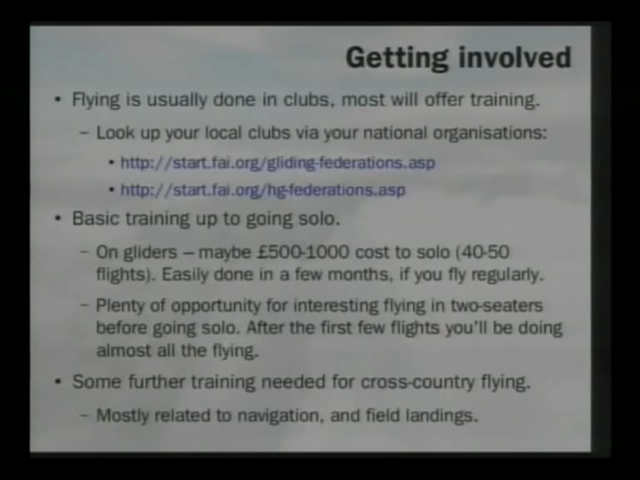 Getting involved
• Flying is usually done in clubs, most will offer training.
– Look up your local clubs via your national organisations:
• http://start.fai.org/gliding-federations.asp
• http://start.fai.org/hg-federations.asp
• Basic training up to going solo.
– On gliders – maybe £500-1000 cost to solo (40-50
flights). Easily done in a few months, if you fly regularly.
– Plenty of opportunity for interesting flying in two-seaters
before going solo. After the first few flights you'll be doing
almost all the flying.
• Some further training needed for cross-country flying.
– Mostly related to navigation, and field landings.